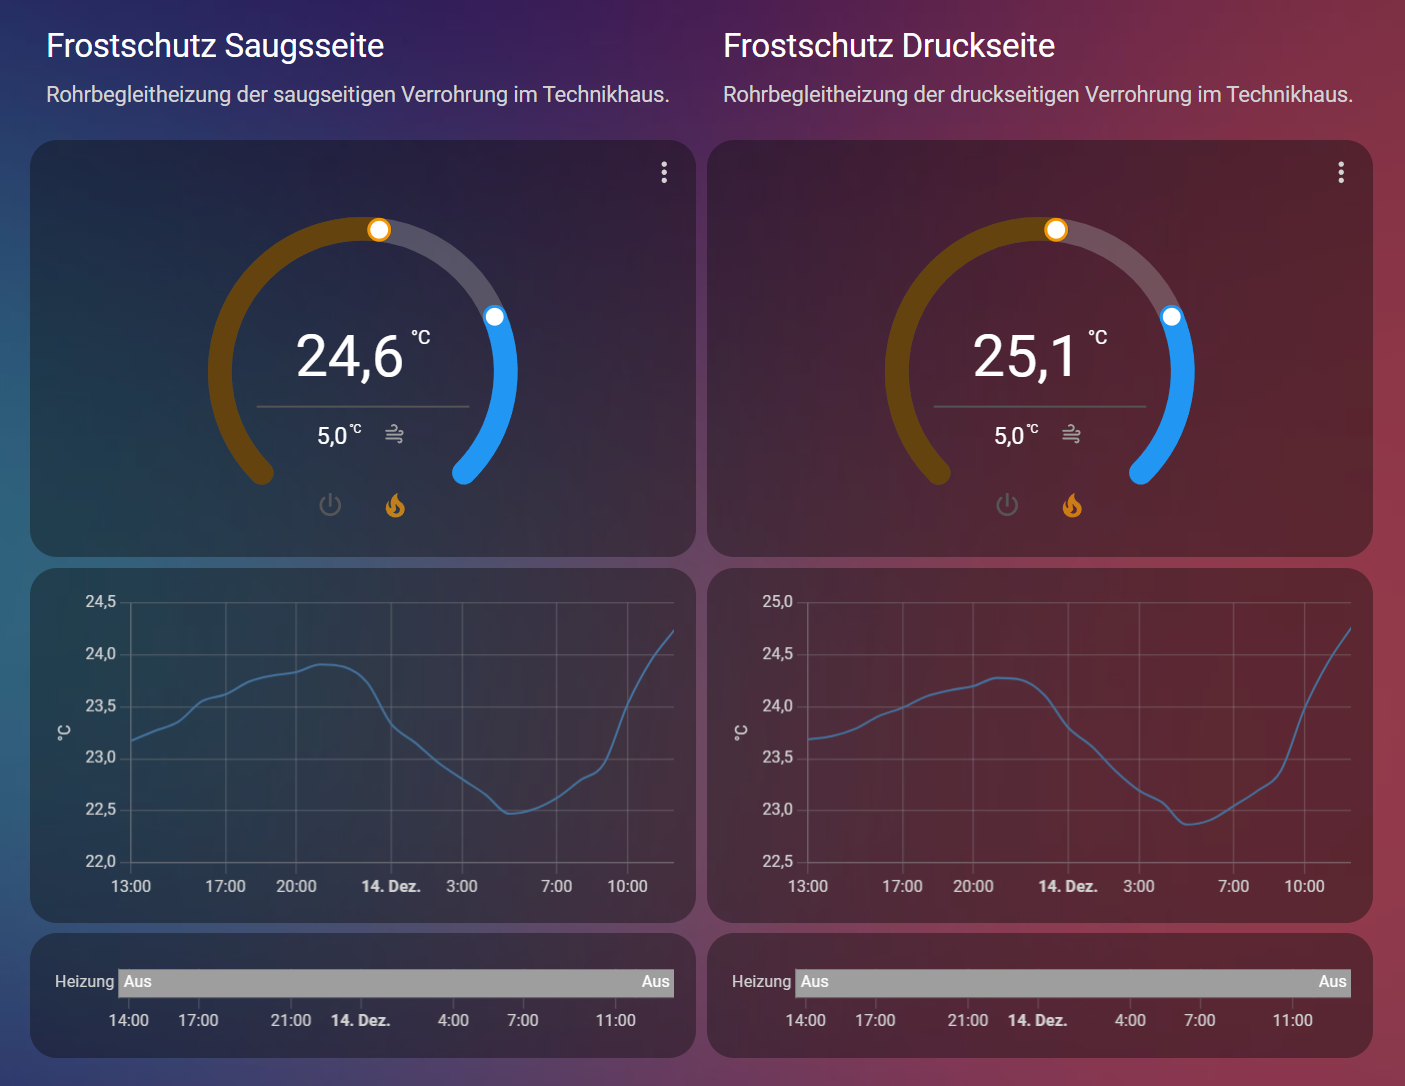 Frostschutz Saugsseite
Rohrbegleitheizung der saugseitigen Verrohrung im Technikhaus.
24,6 °C
5,0 °C
24,5
24,0
23,5
°C
23,0
22,5
22,0
13:00 17:00 20:00 14. Dez. 3:00 7:00 10:00
Heizung Aus Aus
14:00 17:00 21:00 14. Dez. 4:00 7:00 11:00
Frostschutz Druckseite
Rohrbegleitheizung der druckseitigen Verrohrung im Technikhaus.
25,1 °C
5,0 °C
25,0
24,5
24,0
°C
23,5
23,0
22,5
13:00 17:00 20:00 14. Dez. 3:00 7:00 10:00
Heizung Aus Aus
14:00 17:00 21:00 14. Dez. 4:00 7:00 11:00